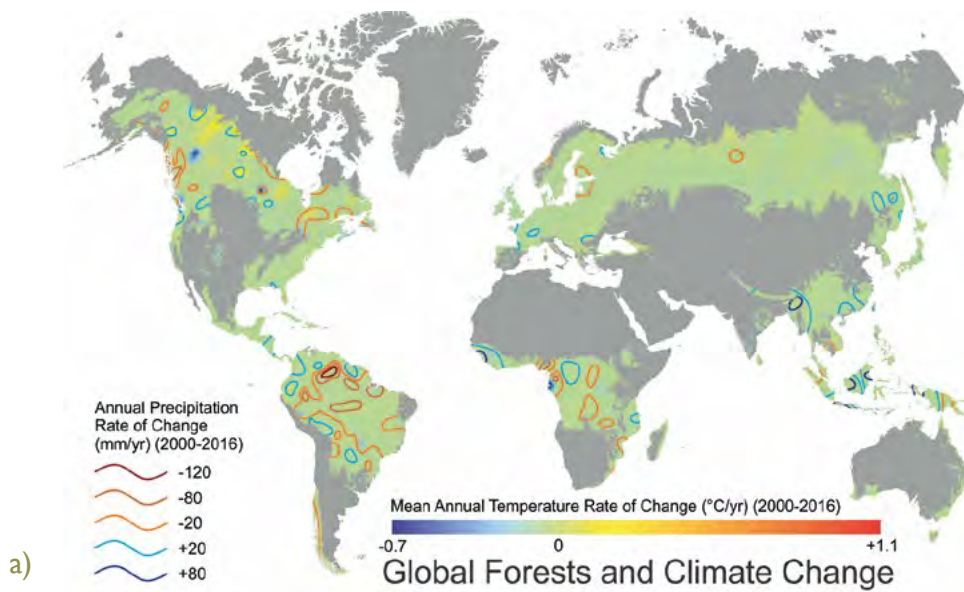 Annual Precipitation
Rate of Change
(mm/yr) (2000-2016)
-120
-80
-20
+20
+80
Mean Annual Temperature Rate of Change (°C/yr) (2000-2016)
-0.7 0 +1.1
Global Forests and Climate Change
a)